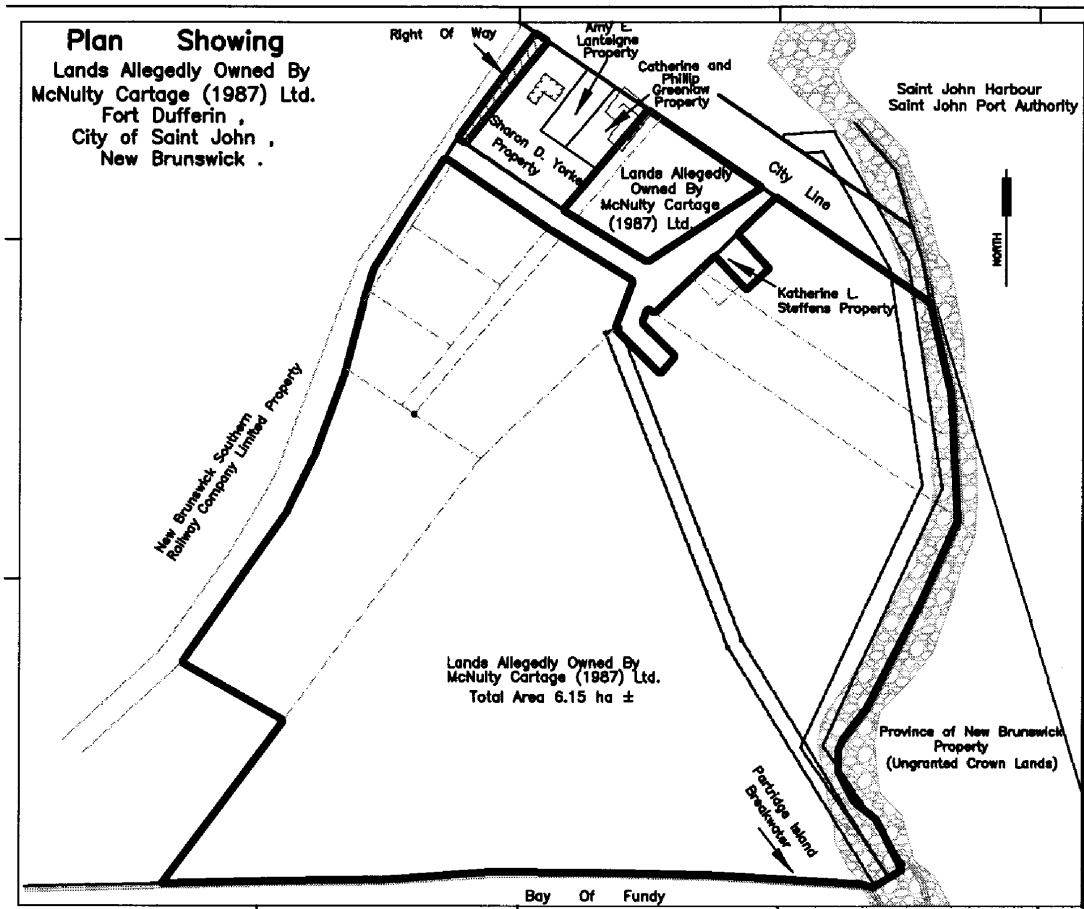 Plan Showing
Lands Allegedly Owned By
McNulty Cartage (1987) Ltd.
Fort Dufferin ,
City of Saint John ,
New Brunswick .
Right Of Way
Amy E.
Lanteigne
Property
Catherine and
Phillip
Greenlaw
Property
Saint John Harbour
Saint John Port Authority
Sharon D. Yorke
Property
Lands Allegedly
Owned By
McNulty Cartage
(1987) Ltd.
City Line
NORTH
Katherine L.
Steffens Property
New Brunswick Southern
Railway Company Limited Property
Lands Allegedly Owned By
McNulty Cartage (1987) Ltd.
Total Area 6.15 ha ±
Province of New Brunswick
Property
(Ungranted Crown Lands)
Partridge Island
Breakwater
Bay Of Fundy